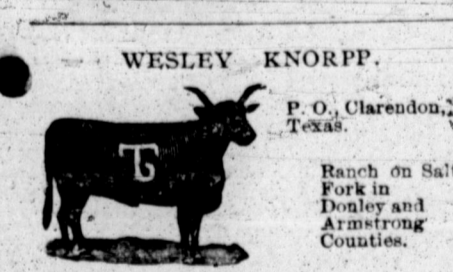 WESLEY KNORPP.
P. O., Clarendon,
Texas.
Ranch on Salt
Fork in
Donley and
Armstrong
Counties.